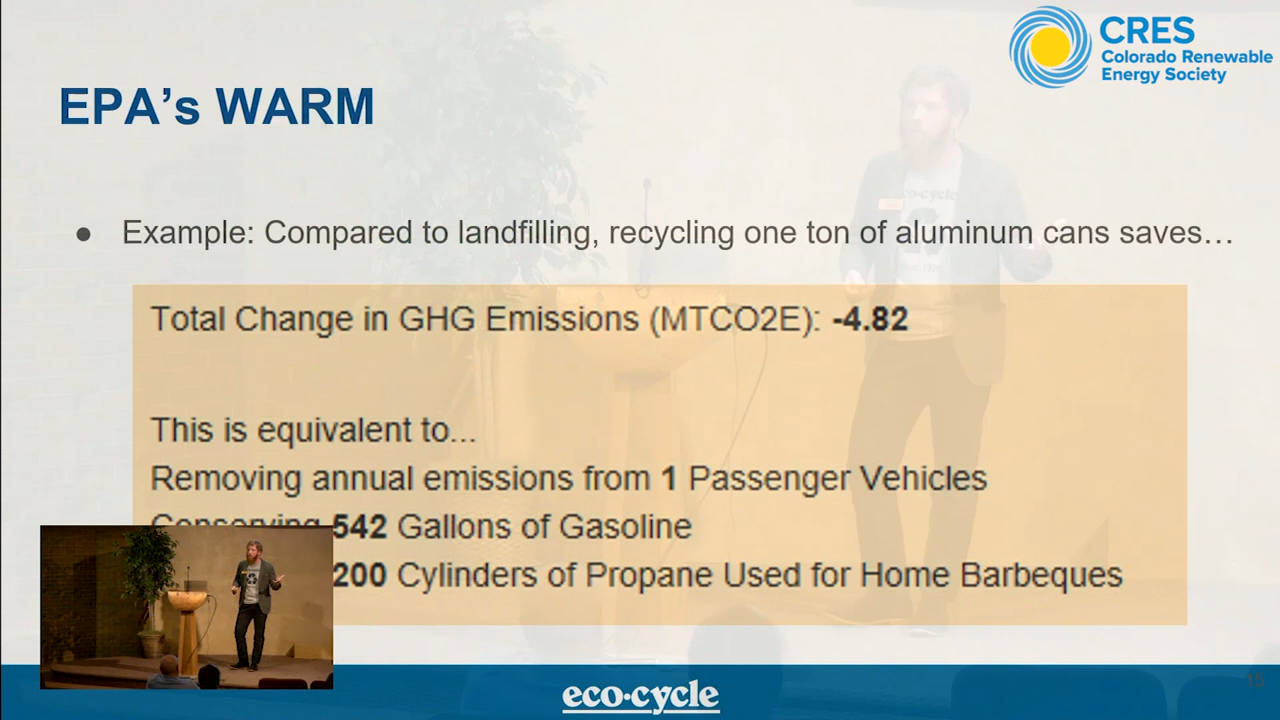 CRES
Colorado Renewable
Energy Society
EPA's WARM
● Example: Compared to landfilling, recycling one ton of aluminum cans saves…
Total Change in GHG Emissions (MTCO2E): -4.82
This is equivalent to...
Removing annual emissions from 1 Passenger Vehicles
Conserving 542 Gallons of Gasoline
200 Cylinders of Propane Used for Home Barbeques
eco·cycle
15